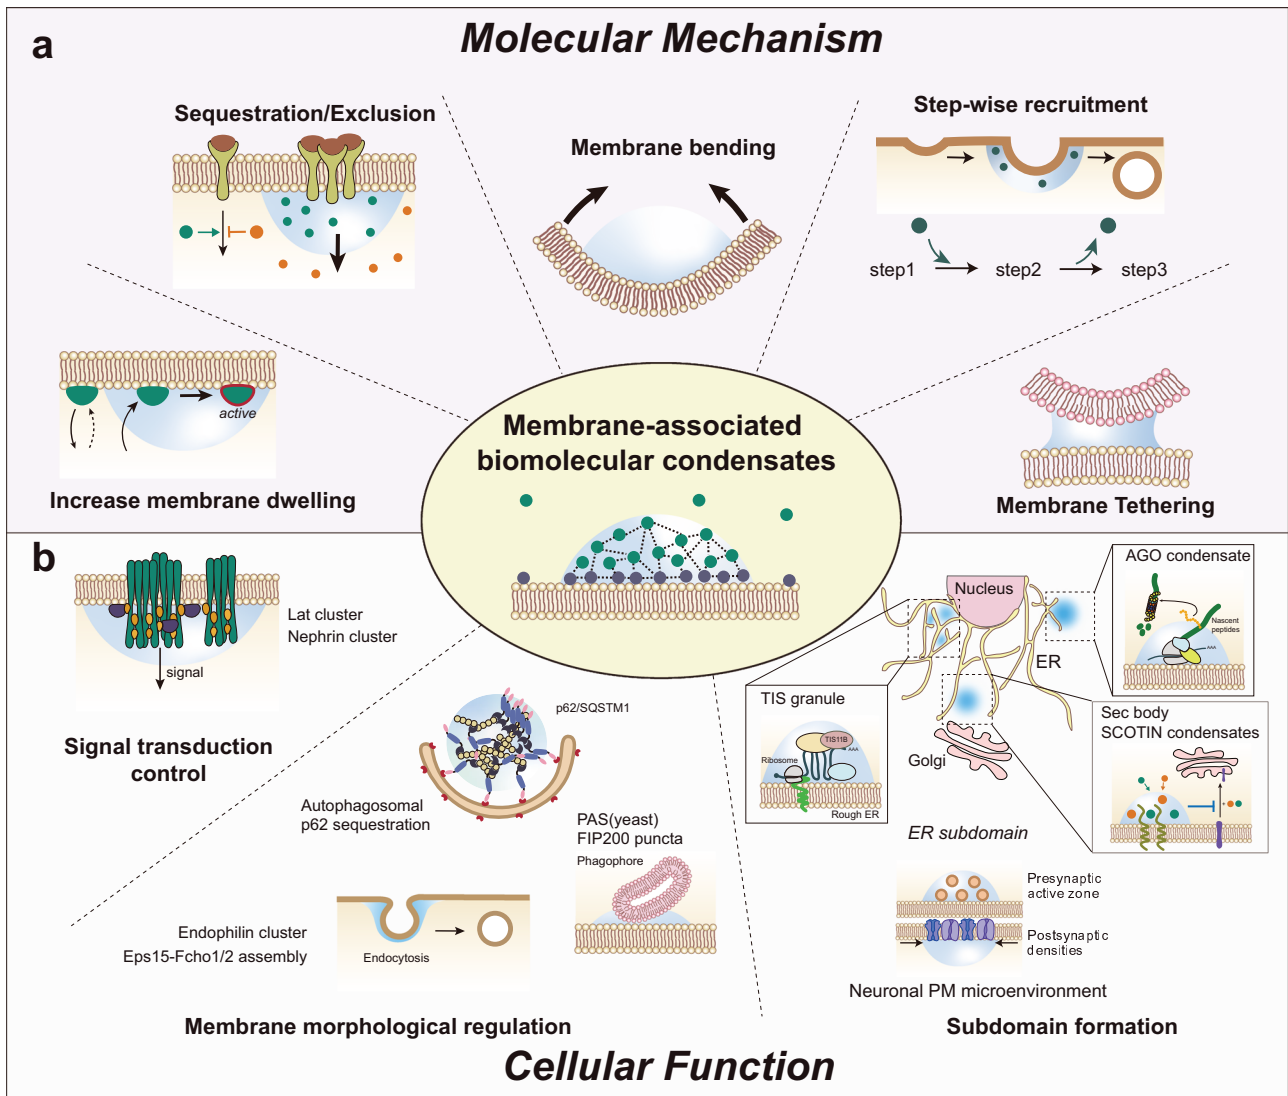 a
Molecular Mechanism
Sequestration/Exclusion
Membrane bending
Step-wise recruitment
step1
step2
step3
active
Increase membrane dwelling
Membrane Tethering
Membrane-associated
biomolecular condensates
b
Lat cluster
Nephrin cluster
signal
Signal transduction
control
p62/SQSTM1
Autophagosomal
p62 sequestration
PAS(yeast)
FIP200 puncta
Phagophore
Endophilin cluster
Eps15-Fcho1/2 assembly
Endocytosis
Membrane morphological regulation
Nucleus
ER
Golgi
AGO condensate
Nascent
peptides
AAA
TIS granule
TIS11B
AAA
Ribosome
Rough ER
Sec body
SCOTIN condensates
ER subdomain
Presynaptic
active zone
Postsynaptic
densities
Neuronal PM microenvironment
Subdomain formation
Cellular Function